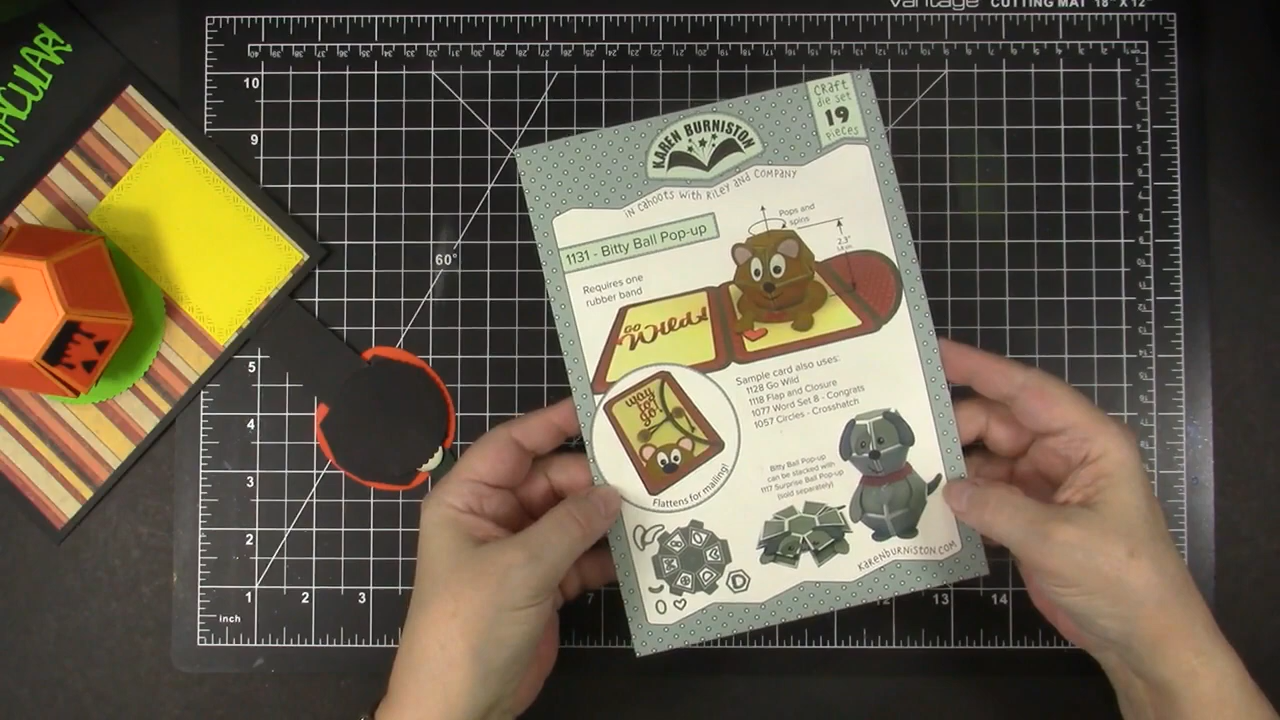 vantage CUTTING MAT 18" X 12"
CRAFT
die set
19
pieces
KAREN BURNISTON
IN CAHOOTS WITH RILEY AND COMPANY
1131 - Bitty Ball Pop-up
Pops and
spins
2.3"
Requires one
rubber band
GO
Wild!
Sample card also uses:
1128 Go Wild
1118 Flap and Closure
1077 Word Set 8 - Congrats
1057 Circles - Crosshatch
way
to
go!
Flattens for mailing!
Bitty Ball Pop-up
can be stacked with
1117 Surprise Ball Pop-up
(sold separately)
KARENBURNISTON.COM
10
9
60°
5
4
3
2
inch
1 2 3 7 12 13 14